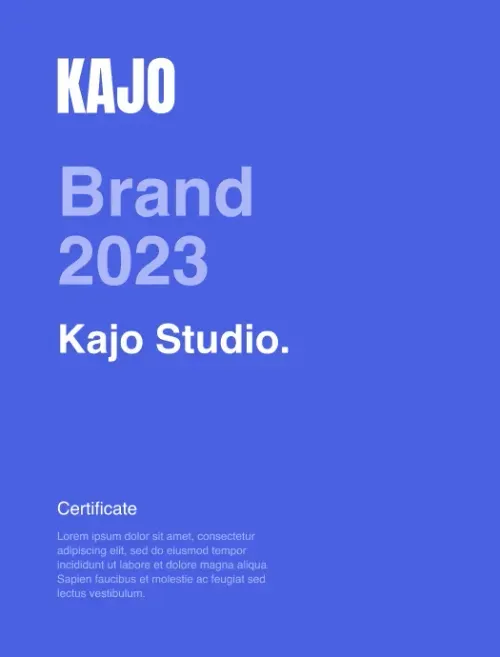 KAJO
Brand
2023
Kajo Studio.
Certificate
Lorem ipsum dolor sit amet, consectetur
adipiscing elit, sed do eiusmod tempor
incididunt ut labore et dolore magna aliqua
Sapien faucibus et molestie ac feugiat sed
lectus vestibulum.